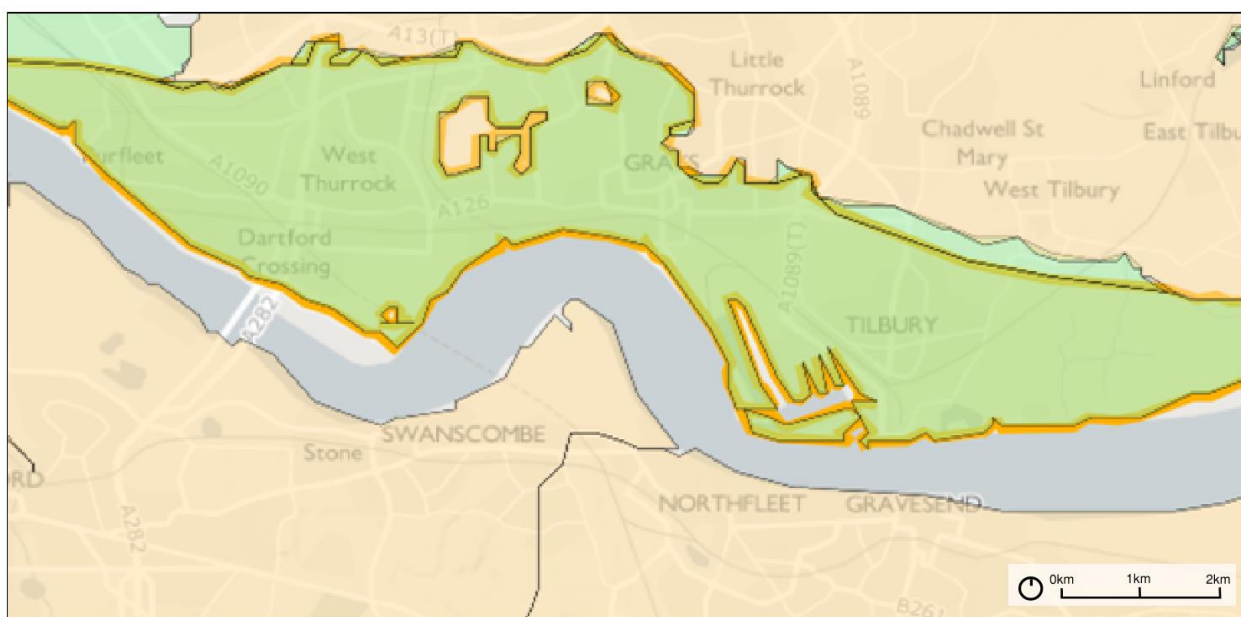 A13(T)
Little
Thurrock
A1089
Linford
Chadwell St
Mary
East Tilbu
Purfleet
West
Thurrock
GRAYS
West Tilbury
A1090
A126
Dartford
Crossing
A1089(T)
TILBURY
A282
SWANSCOMBE
Stone
ORD
NORTHFLEET
GRAVESEND
A282
B261
0km
1km
2km